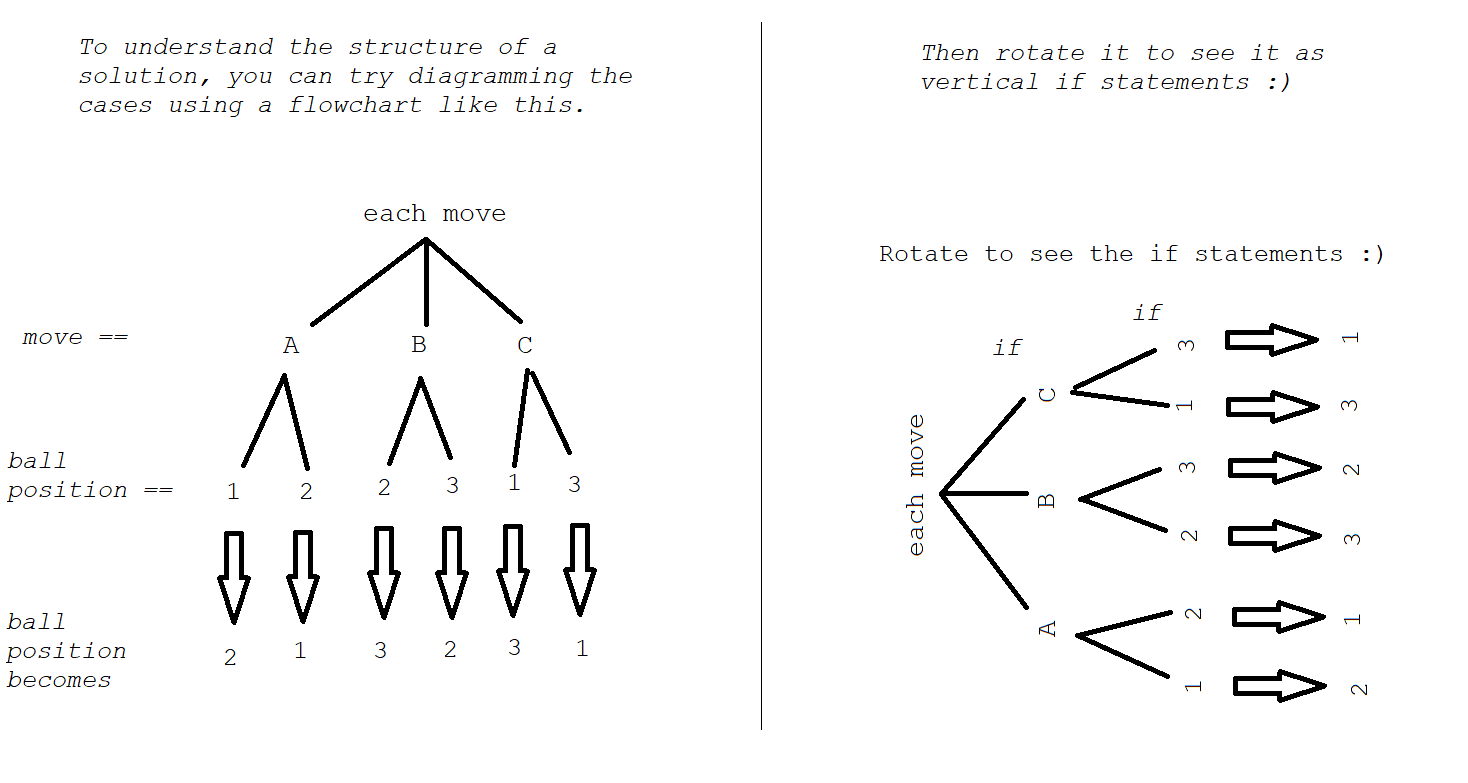 To understand the structure of a
solution, you can try diagramming the
cases using a flowchart like this.
each move
move ==
A B C
ball
position ==
1 2 2 3 1 3
ball
position
becomes
2 1 3 2 3 1
Then rotate it to see it as
vertical if statements :)
Rotate to see the if statements :)
if
if
each move
C
3 1
1 3
B
3 2
2 3
A
2 1
1 2